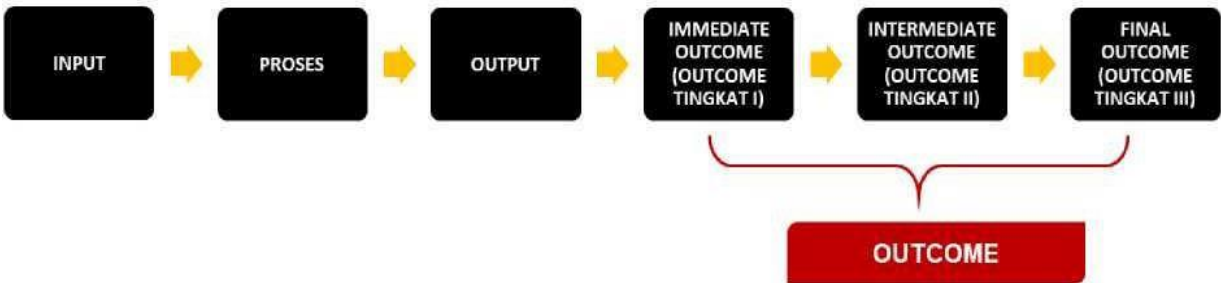 INPUT
PROSES
OUTPUT
IMMEDIATE
OUTCOME
(OUTCOME
TINGKAT I)
INTERMEDIATE
OUTCOME
(OUTCOME
TINGKAT II)
FINAL
OUTCOME
(OUTCOME
TINGKAT III)
OUTCOME